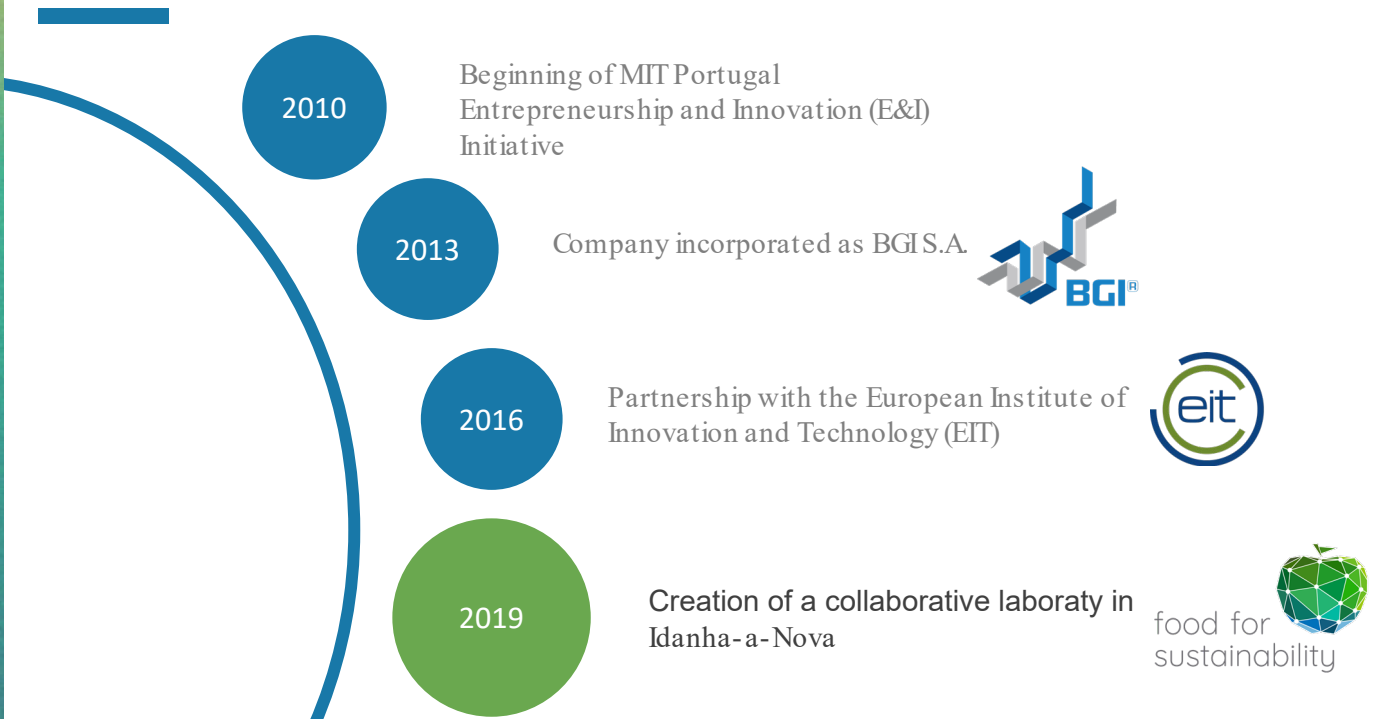 2010
Beginning of MIT Portugal
Entrepreneurship and Innovation (E&I)
Initiative
2013
Company incorporated as BGI S.A.
BGI®
2016
Partnership with the European Institute of
Innovation and Technology (EIT)
eit
2019
Creation of a collaborative laboraty in
Idanha-a-Nova
food for
sustainability